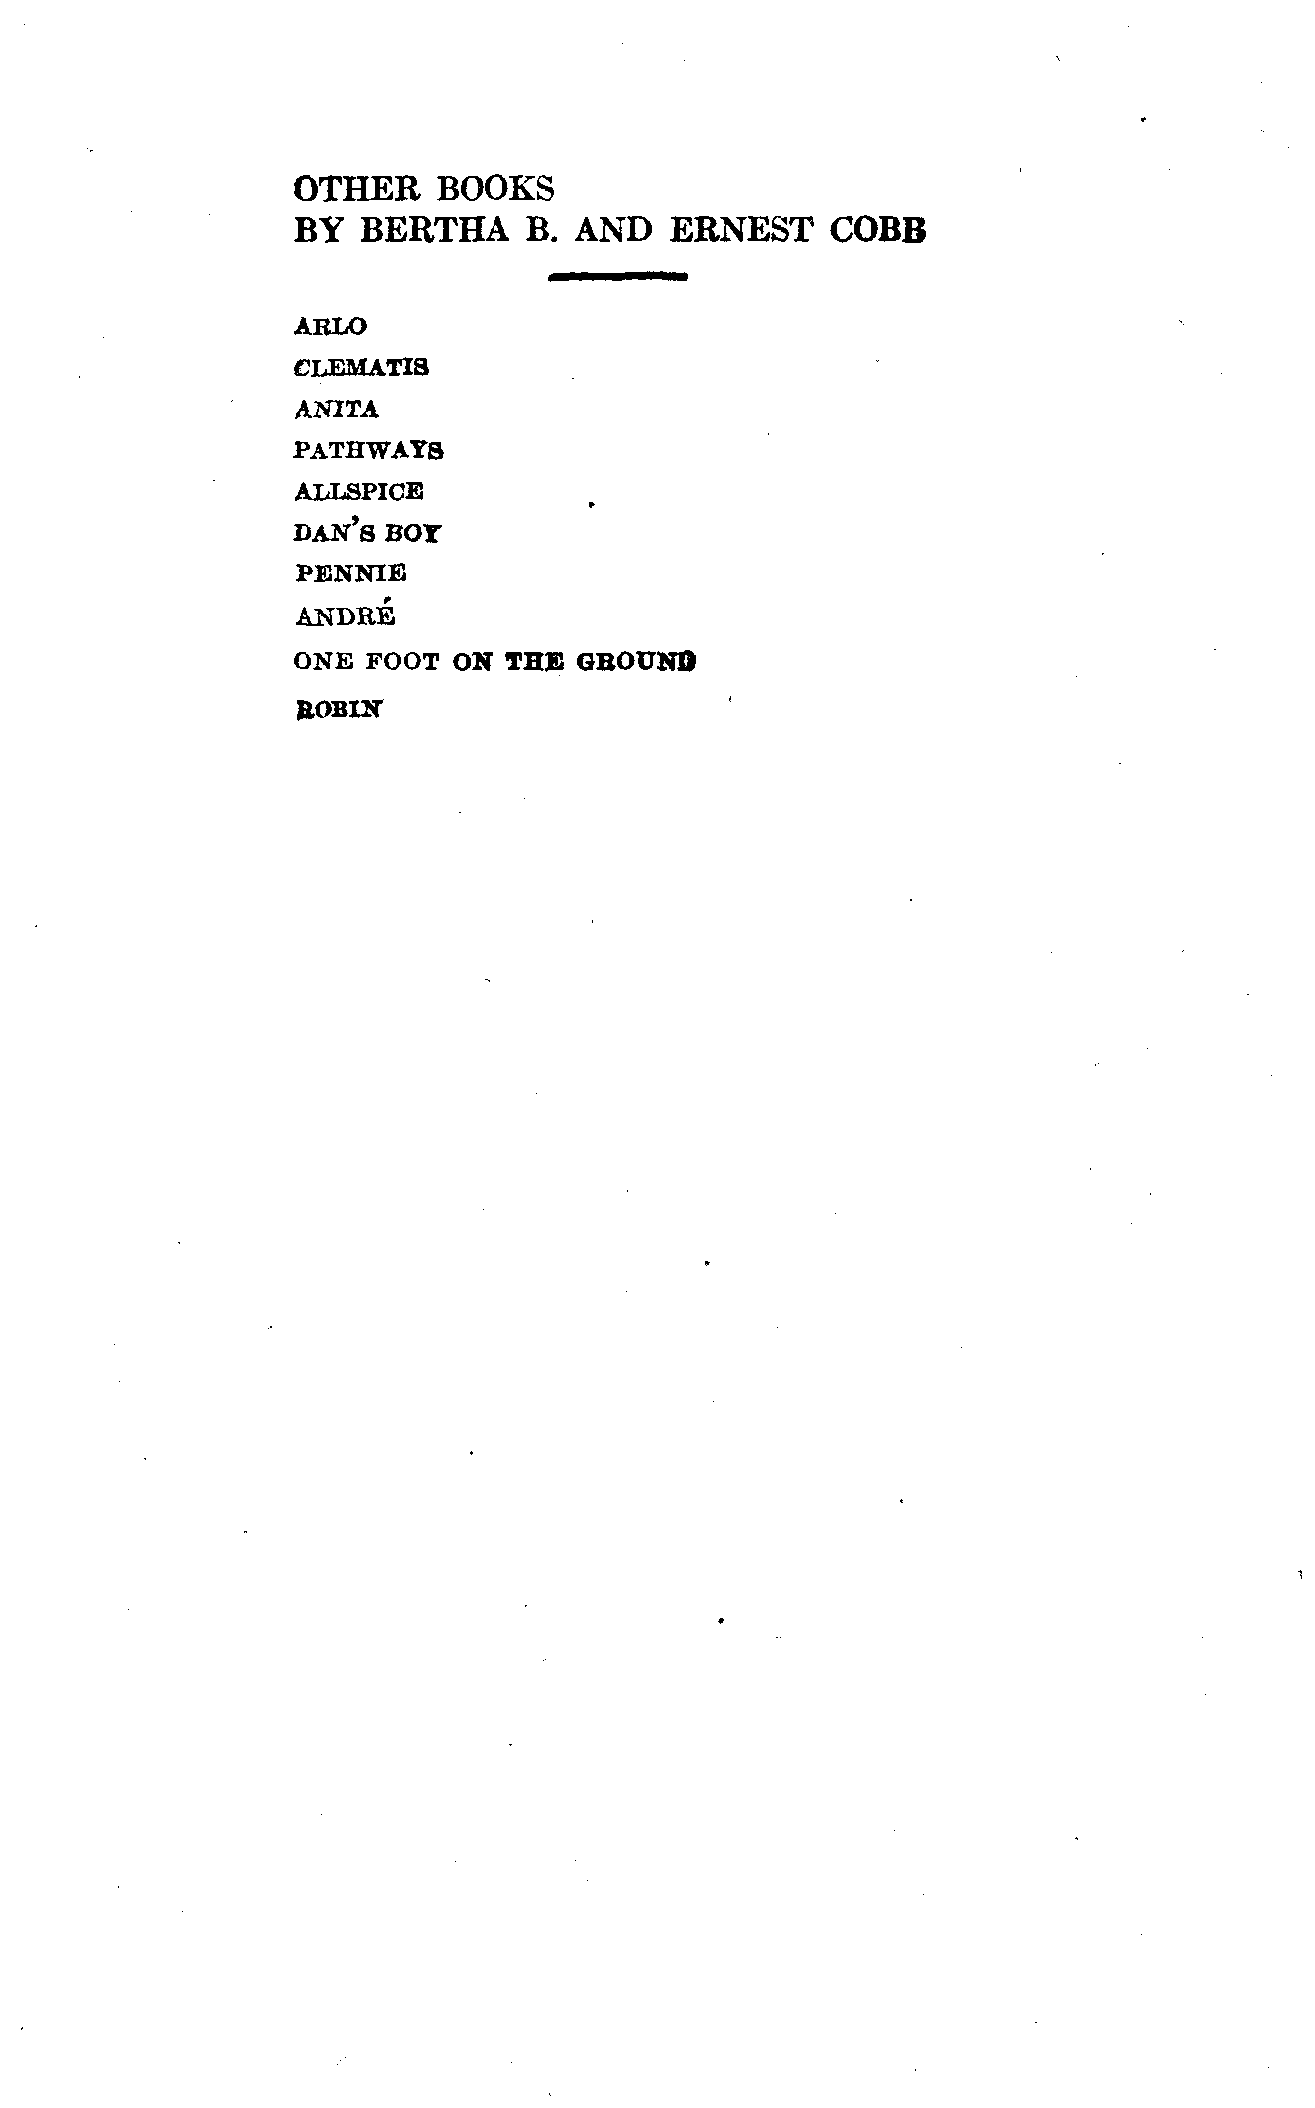 OTHER BOOKS
BY BERTHA B. AND ERNEST COBB
ARLO
CLEMATIS
ANITA
PATHWAYS
ALLSPICE
DAN'S BOY
PENNIE
ANDRÉ
ONE FOOT ON THE GROUND
ROBIN